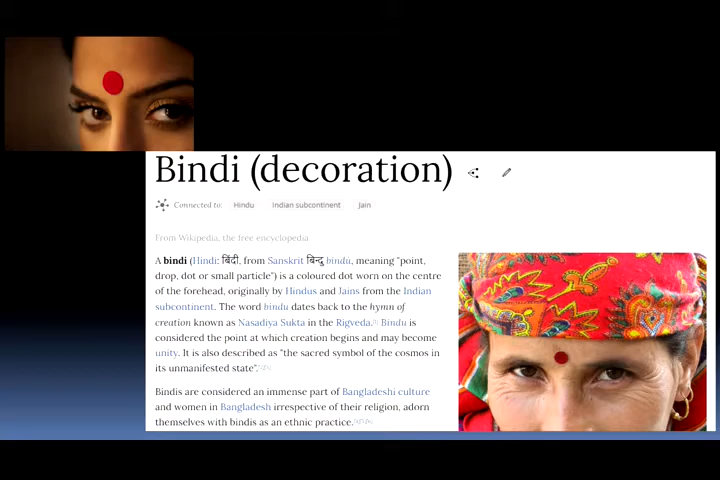 Bindi (decoration)
Connected to: Hindu Indian subcontinent Jain
From Wikipedia, the free encyclopedia
A bindi (Hindi: बिंदी, from Sanskrit बिन्दु bindú, meaning "point,
drop, dot or small particle") is a coloured dot worn on the centre
of the forehead, originally by Hindus and Jains from the Indian
subcontinent. The word bindu dates back to the hymn of
creation known as Nasadiya Sukta in the Rigveda. Bindu is
considered the point at which creation begins and may become
unity. It is also described as "the sacred symbol of the cosmos in
its unmanifested state".
Bindis are considered an immense part of Bangladeshi culture
and women in Bangladesh irrespective of their religion, adorn
themselves with bindis as an ethnic practice.